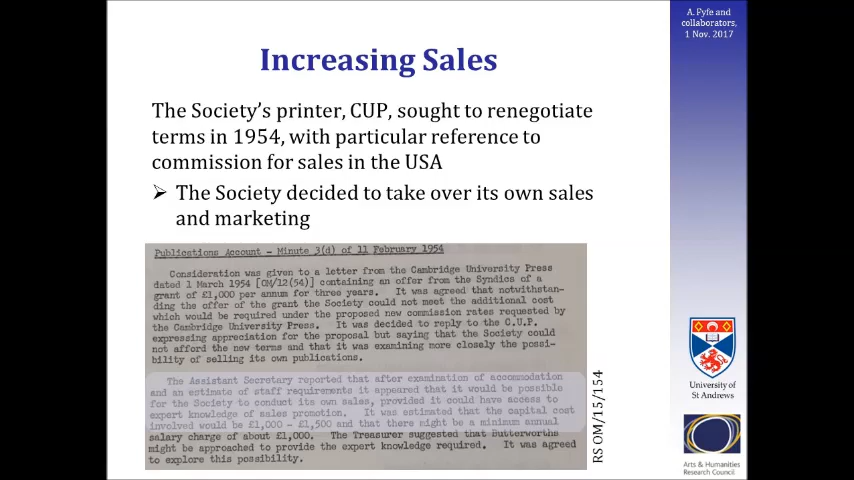 A. Fyfe and
collaborators,
1 Nov. 2017
Increasing Sales
The Society's printer, CUP, sought to renegotiate
terms in 1954, with particular reference to
commission for sales in the USA
➢ The Society decided to take over its own sales
and marketing
Publications Account - Minute 3(d) of 11 February 1954
Consideration was given to a letter from the Cambridge University Press
dated 1 March 1954 [OM/12(54)] containing an offer from the Syndics of a
grant of £1,000 per annum for three years. It was agreed that notwithstan-
ding the offer of the grant the Society could not meet the additional cost
which would be required under the proposed new commission rates requested by
the Cambridge University Press. It was decided to reply to the C.U.P.
expressing appreciation for the proposal but saying that the Society could
not afford the new terms and that it was examining more closely the possi-
bility of selling its own publications.
The Assistant Secretary reported that after examination of accommodation
and an estimate of staff requirements it appeared that it would be possible
for the Society to conduct its own sales, provided it could have access to
expert knowledge of sales promotion. It was estimated that the capital cost
involved would be £1,000 - £1,500 and that there might be a minimum annual
salary charge of about £1,000. The Treasurer suggested that Butterworths
might be approached to provide the expert knowledge required. It was agreed
to explore this possibility.
RS OM/15/154
University of
St Andrews
Arts & Humanities
Research Council